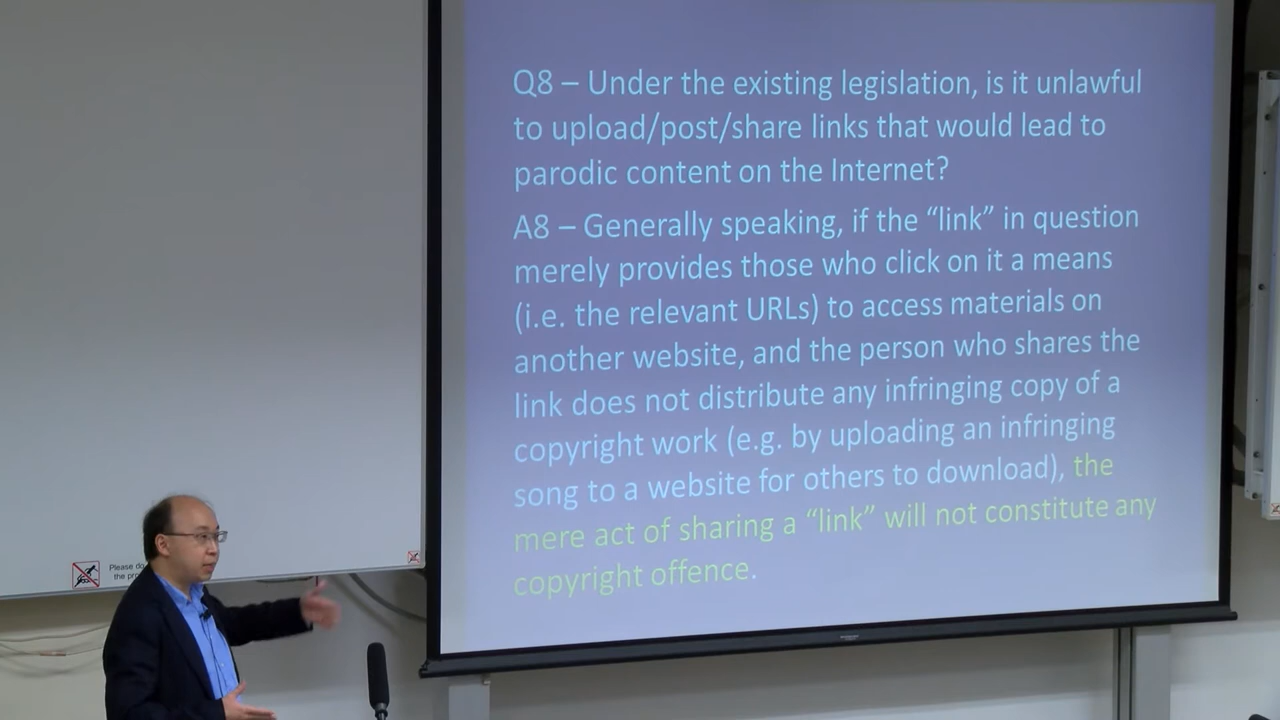 Q8 – Under the existing legislation, is it unlawful
to upload/post/share links that would lead to
parodic content on the Internet?
A8 – Generally speaking, if the “link” in question
merely provides those who click on it a means
(i.e. the relevant URLs) to access materials on
another website, and the person who shares the
link does not distribute any infringing copy of a
copyright work (e.g. by uploading an infringing
song to a website for others to download), the
mere act of sharing a “link” will not constitute any
copyright offence.
Please do
the pro